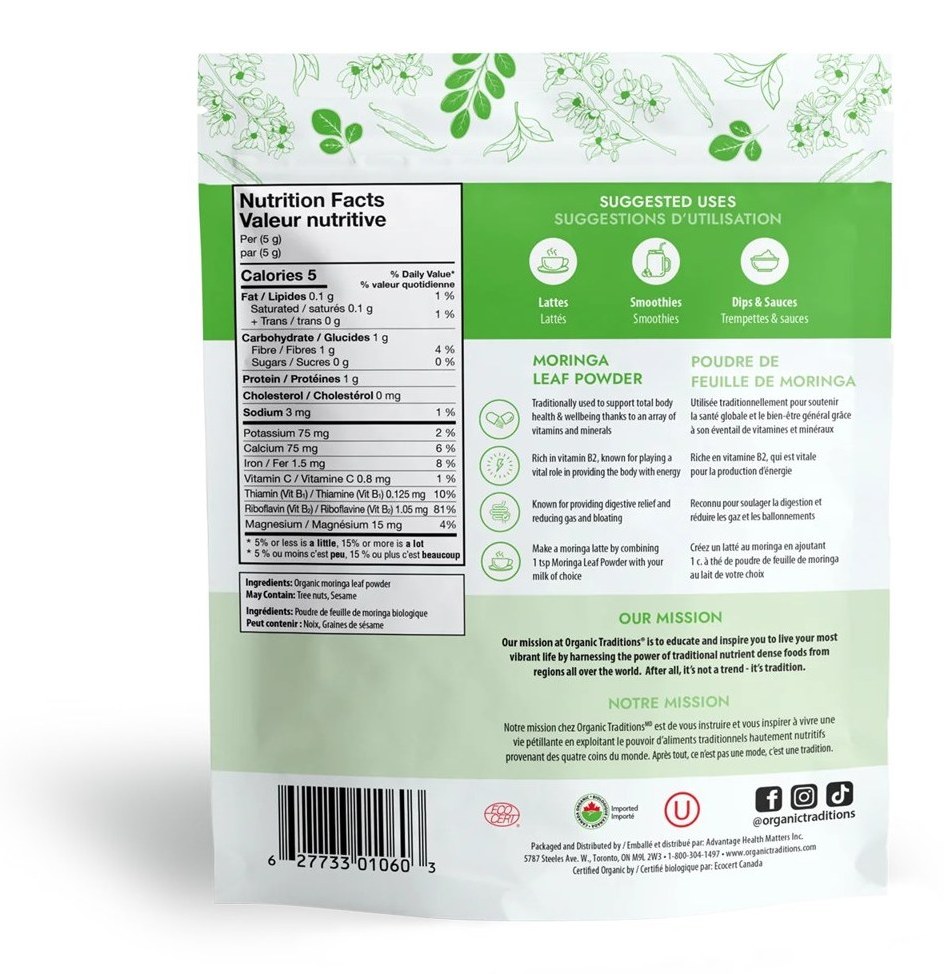 Nutrition Facts
Valeur nutritive
Per (5 g)
par (5 g)
Calories 5
% Daily Value*
% valeur quotidienne
Fat / Lipides 0.1 g 1 %
Saturated / saturés 0.1 g
+ Trans / trans 0 g
1 %
Carbohydrate / Glucides 1 g
Fibre / Fibres 1 g 4 %
Sugars / Sucres 0 g 0 %
Protein / Protéines 1 g
Cholesterol / Cholestérol 0 mg
Sodium 3 mg 1 %
Potassium 75 mg 2 %
Calcium 75 mg 6 %
Iron / Fer 1.5 mg 8 %
Vitamin C / Vitamine C 0.8 mg 1 %
Thiamin (Vit B₁) / Thiamine (Vit B₁) 0.125 mg 10%
Riboflavin (Vit B₂) / Riboflavine (Vit B₂) 1.05 mg 81%
Magnesium / Magnésium 15 mg 4%
* 5% or less is a little, 15% or more is a lot
* 5 % ou moins c'est peu, 15 % ou plus c'est beaucoup
Ingredients: Organic moringa leaf powder
May Contain: Tree nuts, Sesame
Ingrédients: Poudre de feuille de moringa biologique
Peut contenir : Noix, Graines de sésame
SUGGESTED USES
SUGGESTIONS D'UTILISATION
Lattes
Lattés
Smoothies
Smoothies
Dips & Sauces
Trempettes & sauces
MORINGA
LEAF POWDER
Traditionally used to support total body
health & wellbeing thanks to an array of
vitamins and minerals
Rich in vitamin B2, known for playing a
vital role in providing the body with energy
Known for providing digestive relief and
reducing gas and bloating
Make a moringa latte by combining
1 tsp Moringa Leaf Powder with your
milk of choice
POUDRE DE
FEUILLE DE MORINGA
Utilisée traditionnellement pour soutenir
la santé globale et le bien-être général grâce
à son éventail de vitamines et minéraux
Riche en vitamine B2, qui est vitale
pour la production d'énergie
Reconnu pour soulager la digestion et
réduire les gaz et les ballonnements
Créez un latté au moringa en ajoutant
1 c. à thé de poudre de feuille de moringa
au lait de votre choix
OUR MISSION
Our mission at Organic Traditions® is to educate and inspire you to live your most
vibrant life by harnessing the power of traditional nutrient dense foods from
regions all over the world. After all, it's not a trend - it's tradition.
NOTRE MISSION
Notre mission chez Organic Traditionsᴹᴰ est de vous instruire et vous inspirer à vivre une
vie pétillante en exploitant le pouvoir d'aliments traditionnels hautement nutritifs
provenant des quatre coins du monde. Après tout, ce n'est pas une mode, c'est une tradition.
6 27733 01060 3
ECO
CERT
Imported
Importé
U
@organictraditions
Packaged and Distributed by / Emballé et distribué par: Advantage Health Matters Inc.
5787 Steeles Ave. W., Toronto, ON M9L 2W3 • 1-800-304-1497 • www.organictraditions.com
Certified Organic by / Certifié biologique par: Ecocert Canada